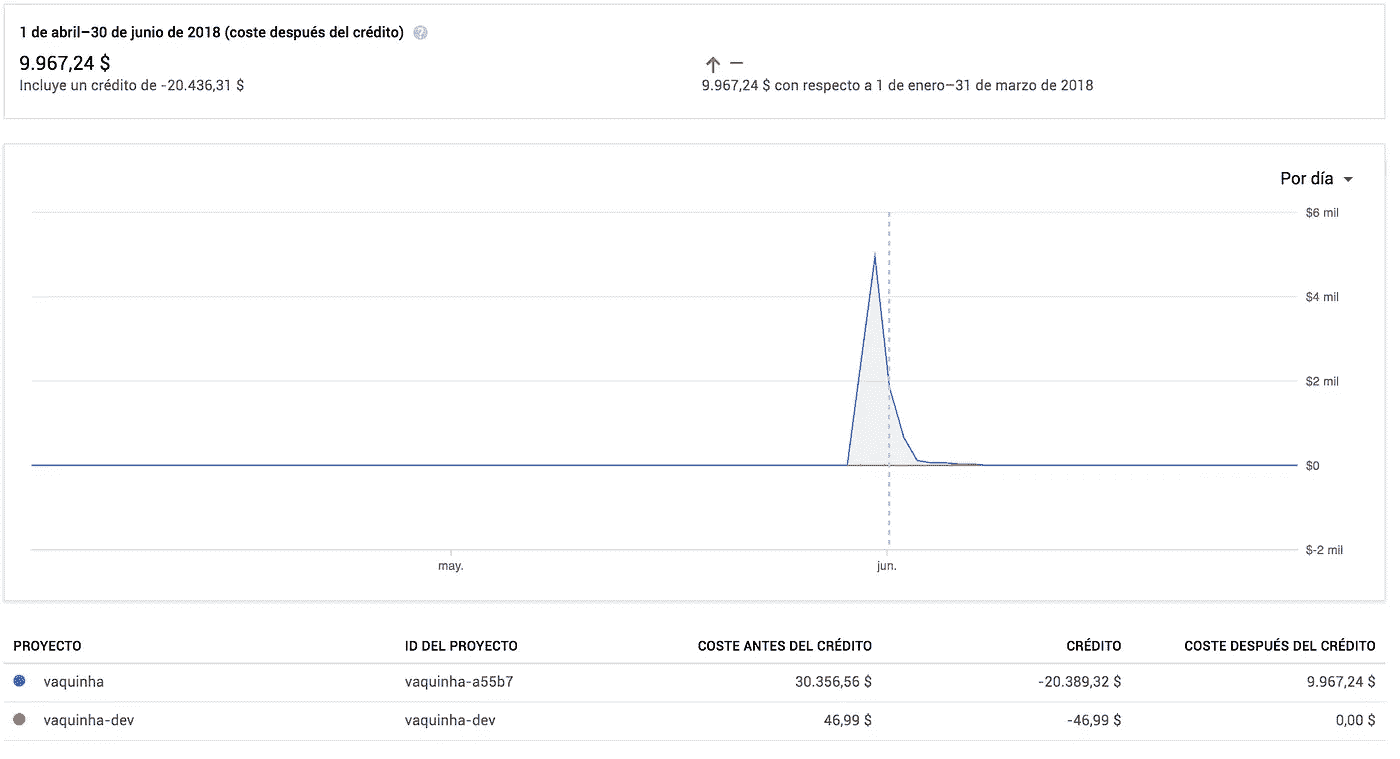 1 de abril–30 de junio de 2018 (coste después del crédito)
9.967,24 $
Incluye un crédito de -20.436,31 $
9.967,24 $ con respecto a 1 de enero–31 de marzo de 2018
Por día
$6 mil
$4 mil
$2 mil
$0
$-2 mil
may.
jun.
PROYECTO ID DEL PROYECTO COSTE ANTES DEL CRÉDITO CRÉDITO COSTE DESPUÉS DEL CRÉDITO
vaquinha vaquinha-a55b7 30.356,56 $ -20.389,32 $ 9.967,24 $
vaquinha-dev vaquinha-dev 46,99 $ -46,99 $ 0,00 $